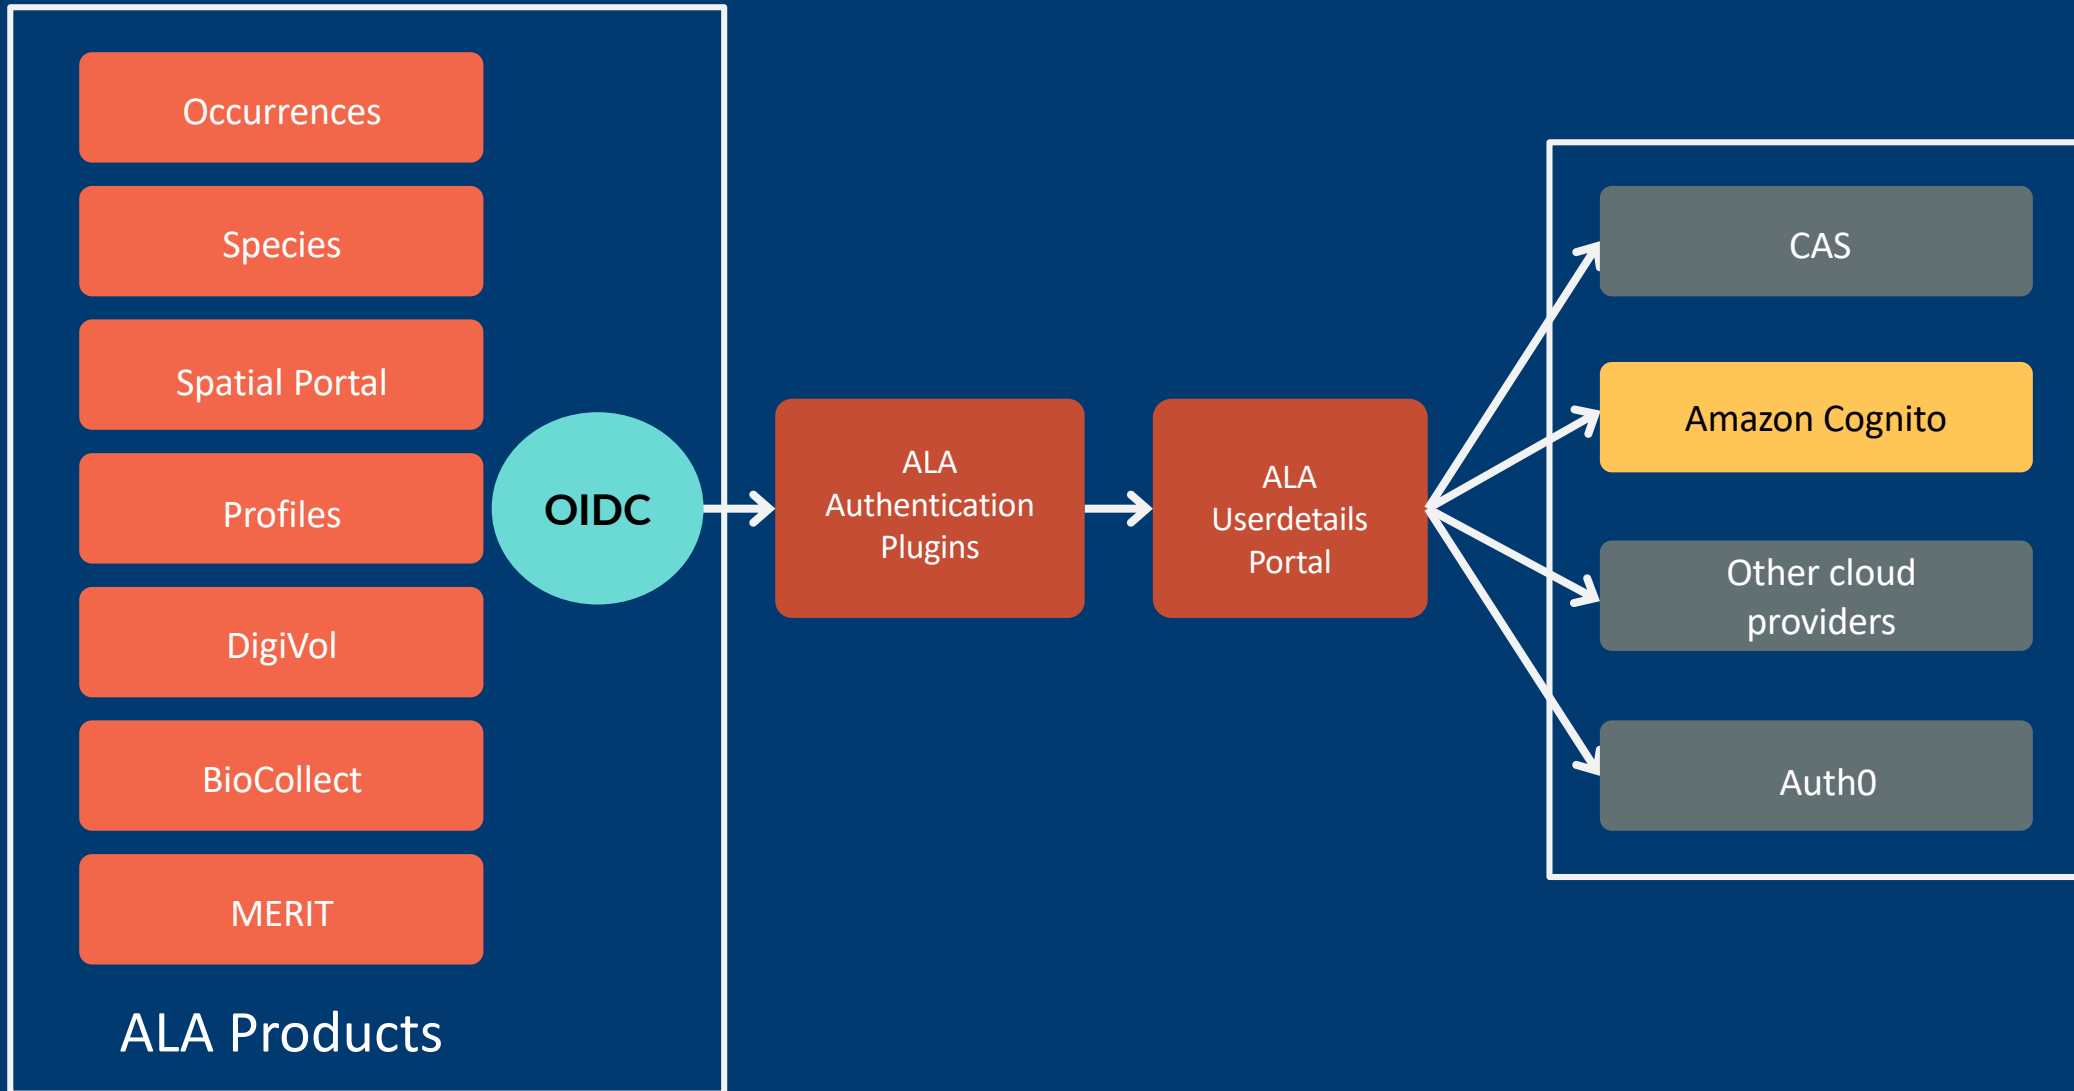 Occurrences
Species
Spatial Portal
Profiles
DigiVol
BioCollect
MERIT
ALA Products
OIDC
ALA
Authentication
Plugins
ALA
Userdetails
Portal
CAS
Amazon Cognito
Other cloud
providers
Auth0